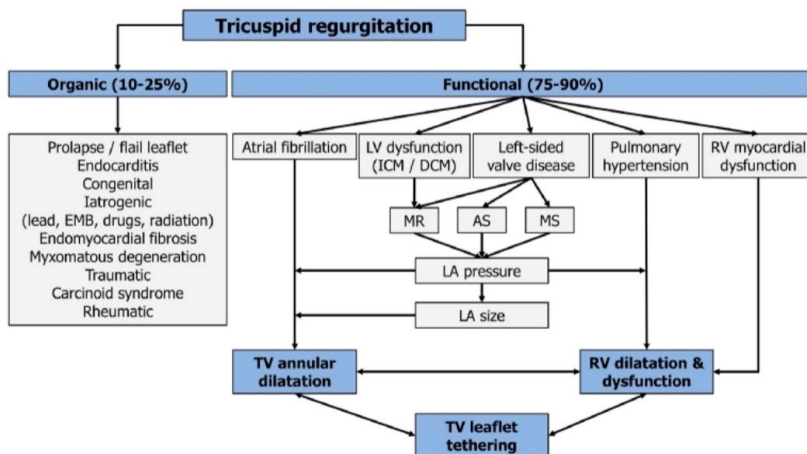 Tricuspid regurgitation
Organic (10-25%)
Functional (75-90%)
Prolapse / flail leaflet
Endocarditis
Congenital
Iatrogenic
(lead, EMB, drugs, radiation)
Endomyocardial fibrosis
Myxomatous degeneration
Traumatic
Carcinoid syndrome
Rheumatic
Atrial fibrillation
LV dysfunction
(ICM / DCM)
Left-sided
valve disease
Pulmonary
hypertension
RV myocardial
dysfunction
MR
AS
MS
LA pressure
LA size
TV annular
dilatation
RV dilatation &
dysfunction
TV leaflet
tethering